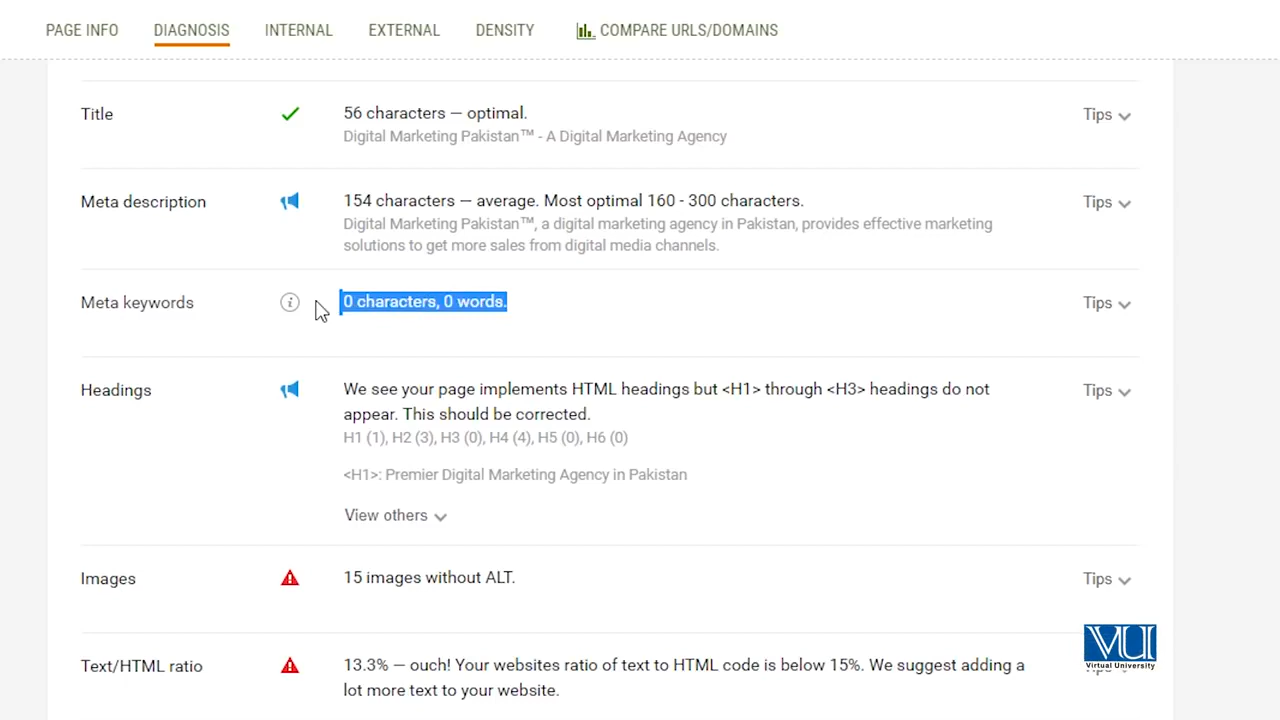 PAGE INFO DIAGNOSIS INTERNAL EXTERNAL DENSITY COMPARE URLS/DOMAINS
Title 56 characters — optimal. Tips
Digital Marketing Pakistan™ - A Digital Marketing Agency
Meta description 154 characters — average. Most optimal 160 - 300 characters. Tips
Digital Marketing Pakistan™, a digital marketing agency in Pakistan, provides effective marketing
solutions to get more sales from digital media channels.
Meta keywords 0 characters, 0 words. Tips
Headings We see your page implements HTML headings but <H1> through <H3> headings do not Tips
appear. This should be corrected.
H1 (1), H2 (3), H3 (0), H4 (4), H5 (0), H6 (0)
<H1>: Premier Digital Marketing Agency in Pakistan
View others
Images 15 images without ALT. Tips
VU
Virtual University
Text/HTML ratio 13.3% — ouch! Your websites ratio of text to HTML code is below 15%. We suggest adding a
lot more text to your website.